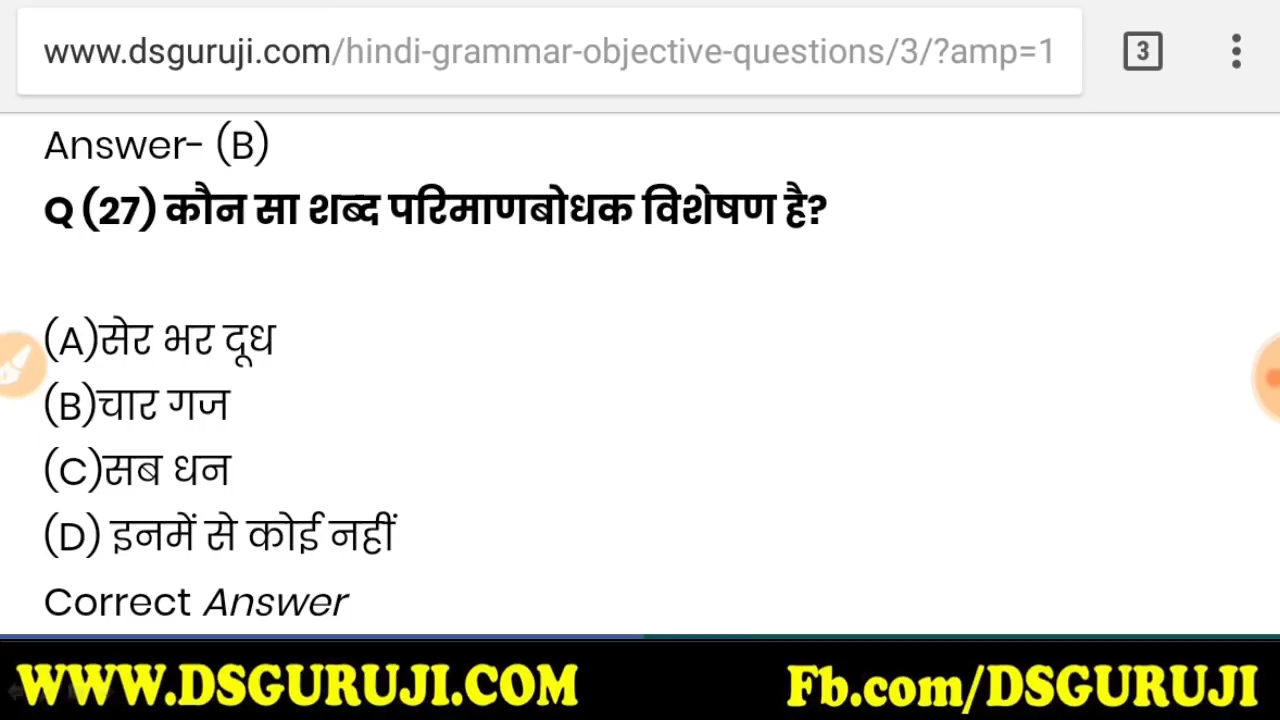 www.dsguruji.com/hindi-grammar-objective-questions/3/?amp=1
3
Answer- (B)
Q (27) कौन सा शब्द परिमाणबोधक विशेषण है?
(A)सेर भर दूध
(B)चार गज
(C)सब धन
(D) इनमें से कोई नहीं
Correct Answer
WWW.DSGURUJI.COM
Fb.com/DSGURUJI